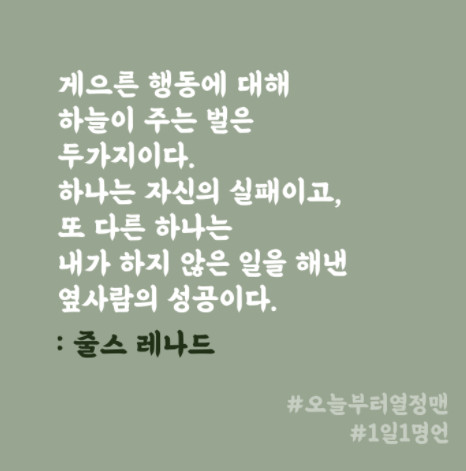 게으른 행동에 대해
하늘이 주는 벌은
두가지이다.
하나는 자신의 실패이고,
또 다른 하나는
내가 하지 않은 일을 해낸
옆사람의 성공이다.
: 줄스 레나드
#오늘부터열정맨
#1일1명언